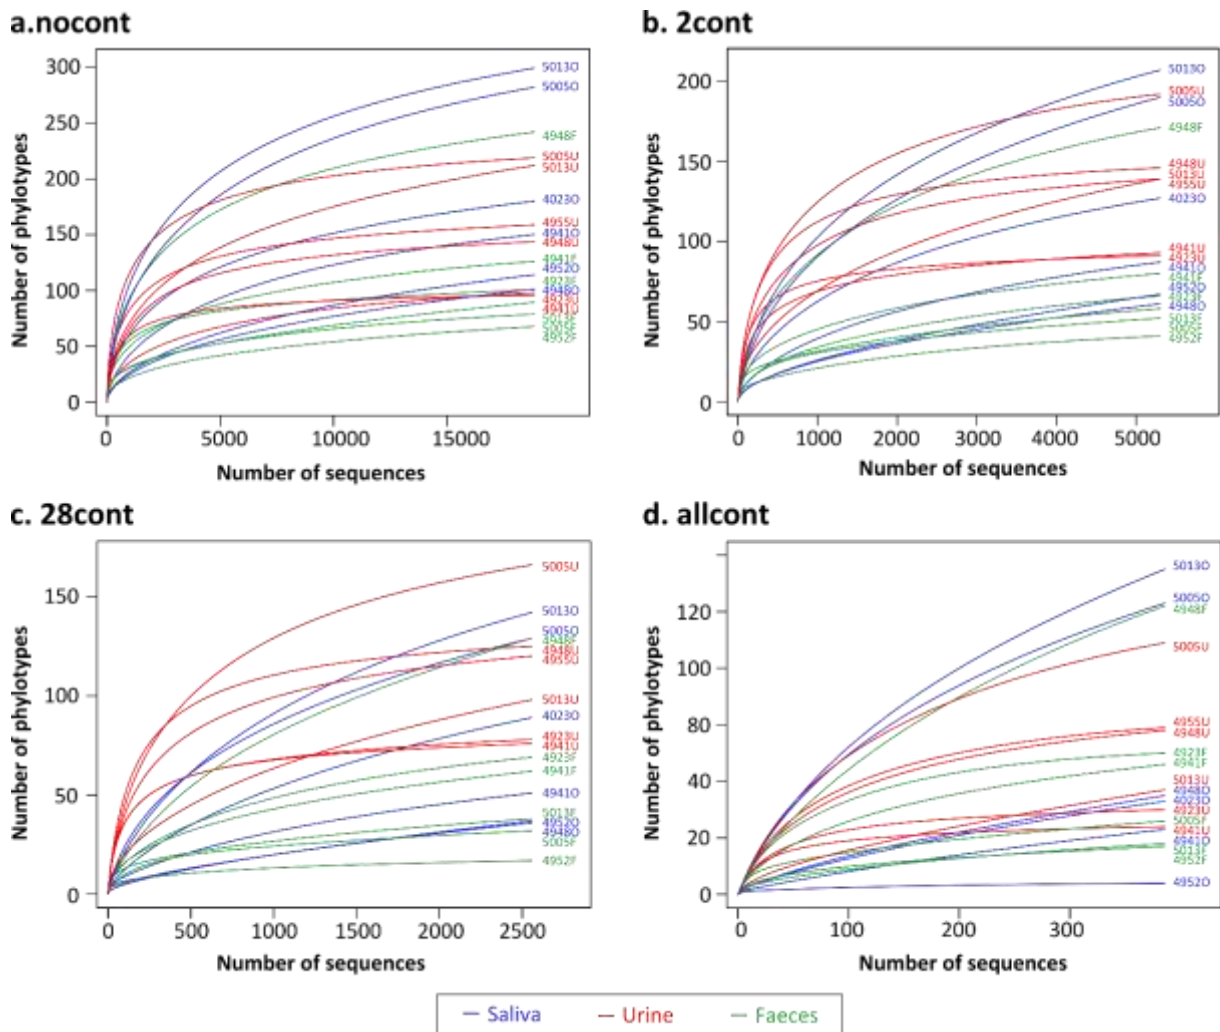 a.nocont
Number of phylotypes
300
250
200
150
100
50
0
0 5000 10000 15000
Number of sequences
5013O
5005O
4948F
5005U
5013U
4023O
4955U
4941O
4948U
4941F
4952O
4923F
4948O
4923U
4941U
5013F
5005F
4952F
b. 2cont
Number of phylotypes
200
150
100
50
0
0 1000 2000 3000 4000 5000
Number of sequences
5013O
5005U
5005O
4948F
4948U
5013U
4955U
4023O
4941U
4923U
4941O
4941F
4952O
4923F
4948O
5013F
5005F
4952F
c. 28cont
Number of phylotypes
150
100
50
0
0 500 1000 1500 2000 2500
Number of sequences
5005U
5013O
5005O
4948F
4948U
4955U
5013U
4023O
4923U
4941U
4923F
4941F
4941O
5013F
4952O
4948O
5005F
4952F
d. allcont
Number of phylotypes
120
100
80
60
40
20
0
0 100 200 300
Number of sequences
5013O
5005O
4948F
5005U
4955U
4948U
4923F
4941F
5013U
4948O
4023O
4923U
5005F
4941U
4941O
5013F
4952F
4952O
Saliva Urine Faeces